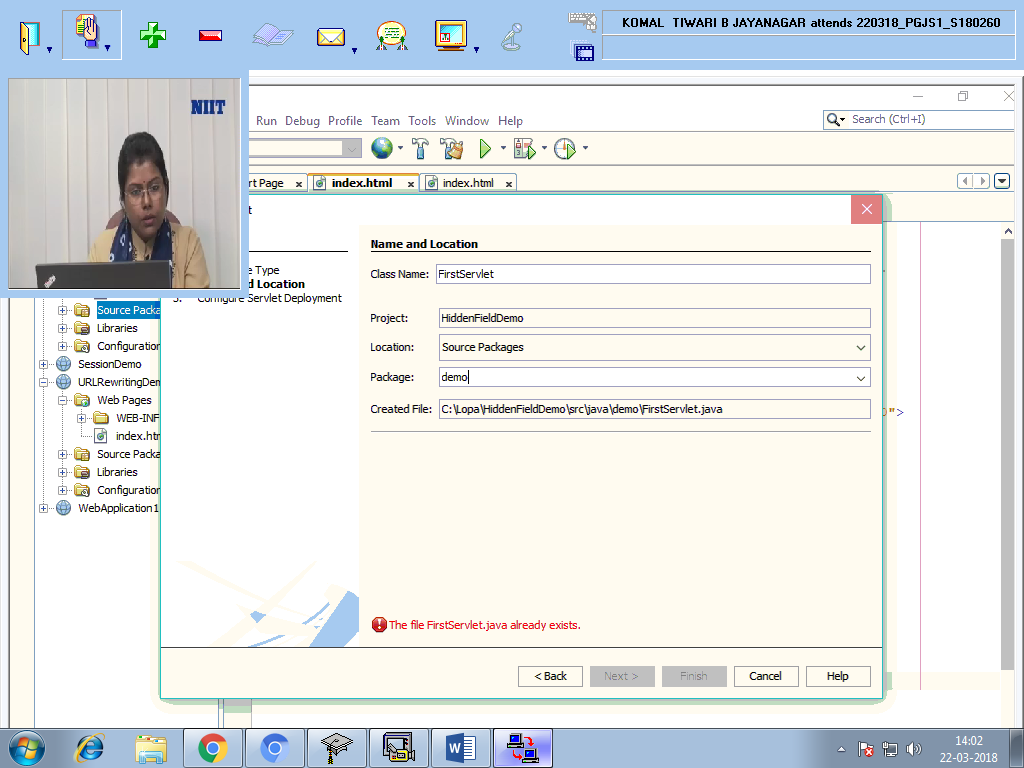 KOMAL TIWARI B JAYANAGAR attends 220318_PGJS1_S180260
NIIT
Run Debug Profile Team Tools Window Help
Search (Ctrl+I)
rt Page
index.html
index.html
Name and Location
e Type
d Location
Configure Servlet Deployment
Class Name: FirstServlet
Project: HiddenFieldDemo
Location: Source Packages
Package: demo
Created File: C:\Lopa\HiddenFieldDemo\src\java\demo\FirstServlet.java
Source Packa
Libraries
Configuration
SessionDemo
URLRewritingDem
Web Pages
WEB-INF
index.htm
Source Packa
Libraries
Configuration
WebApplication1
">
The file FirstServlet.java already exists.
< Back Next > Finish Cancel Help
14:02
22-03-2018